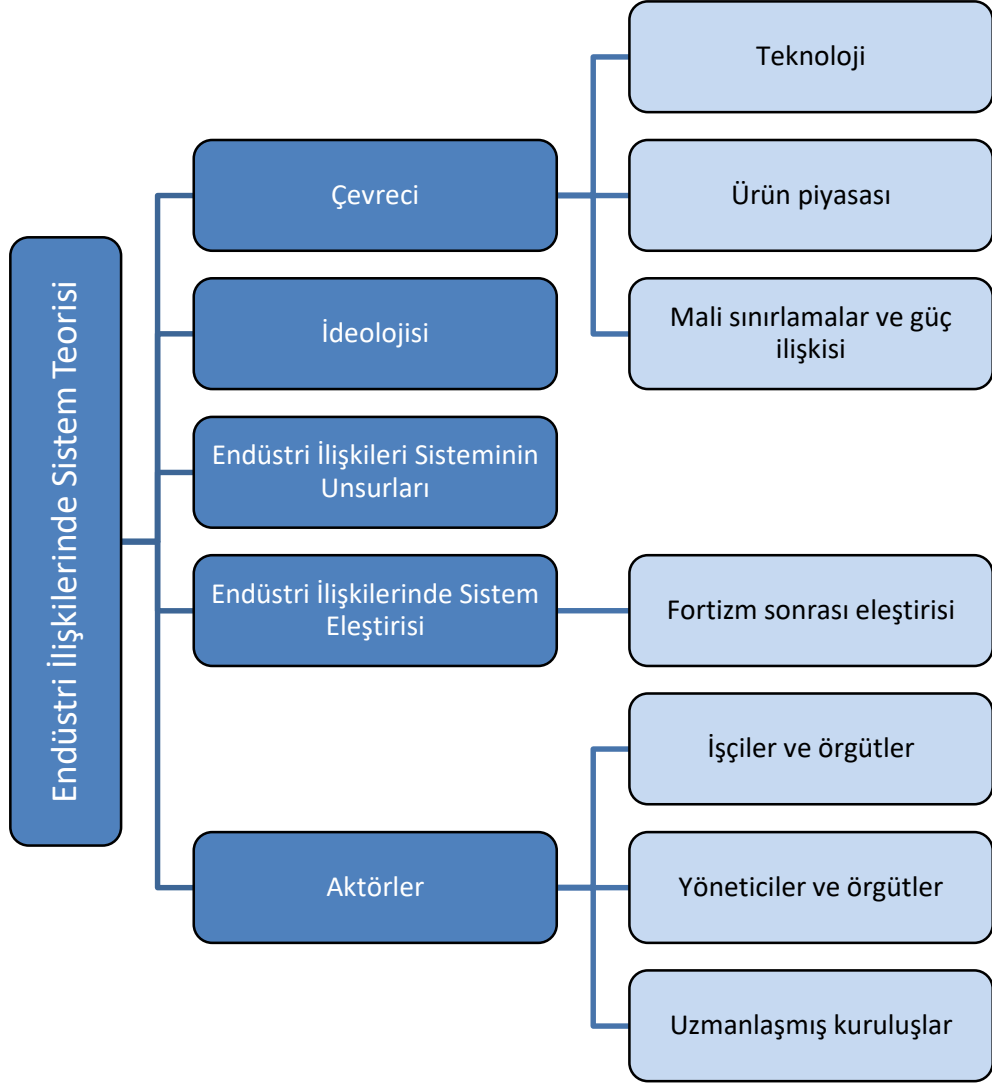 Endüstri İlişkilerinde Sistem Teorisi
Çevreci
Teknoloji
Ürün piyasası
Mali sınırlamalar ve güç
ilişkisi
İdeolojisi
Endüstri İlişkileri Sisteminin
Unsurları
Endüstri İlişkilerinde Sistem
Eleştirisi
Fortizm sonrası eleştirisi
Aktörler
İşçiler ve örgütler
Yöneticiler ve örgütler
Uzmanlaşmış kuruluşlar